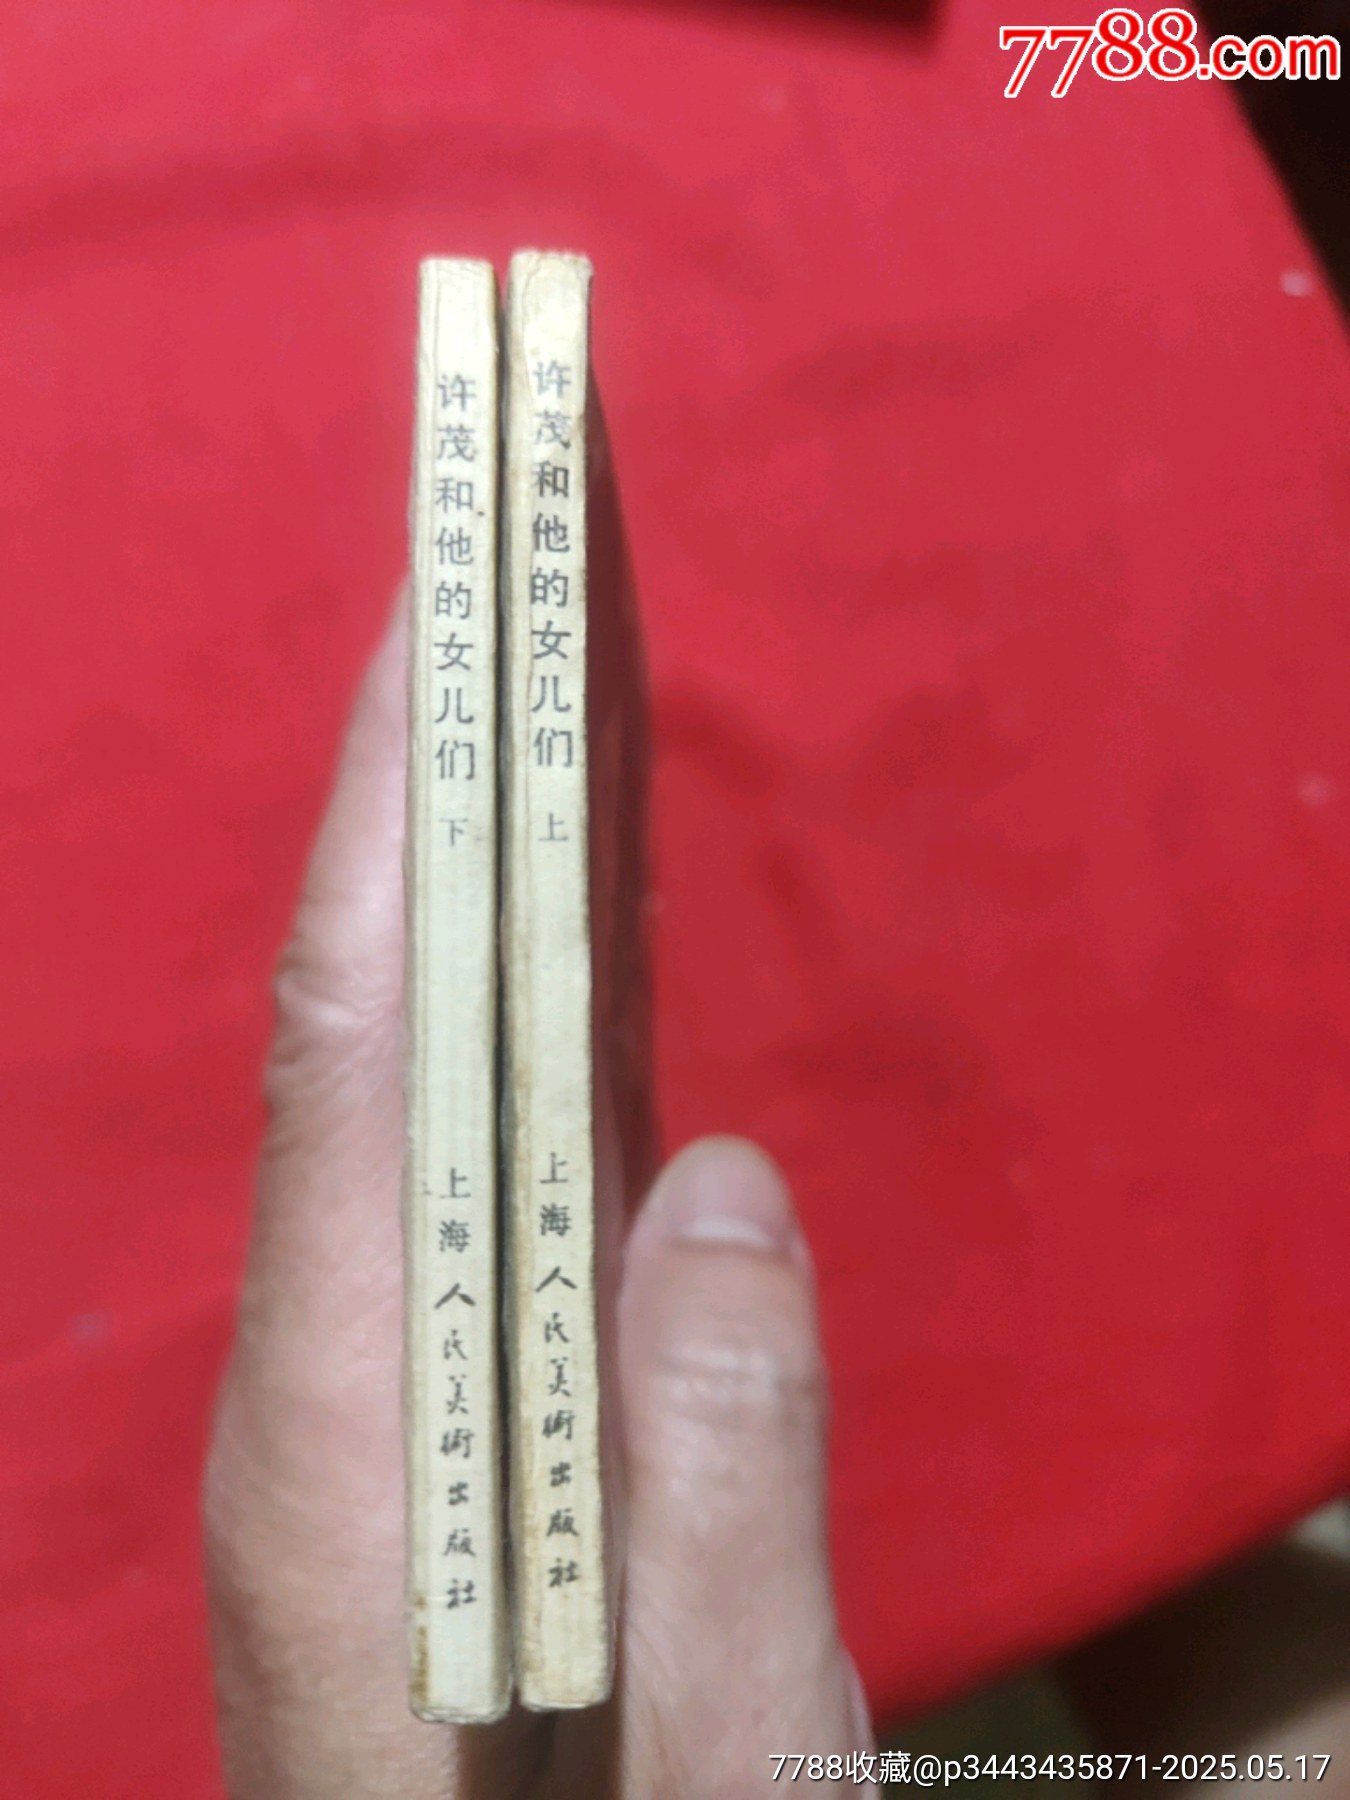 7788.com
许茂和他的女儿们 下 上海人民美術出版社
许茂和他的女儿们 上 上海人民美術出版社
7788收藏@p3443435871-2025.05.17